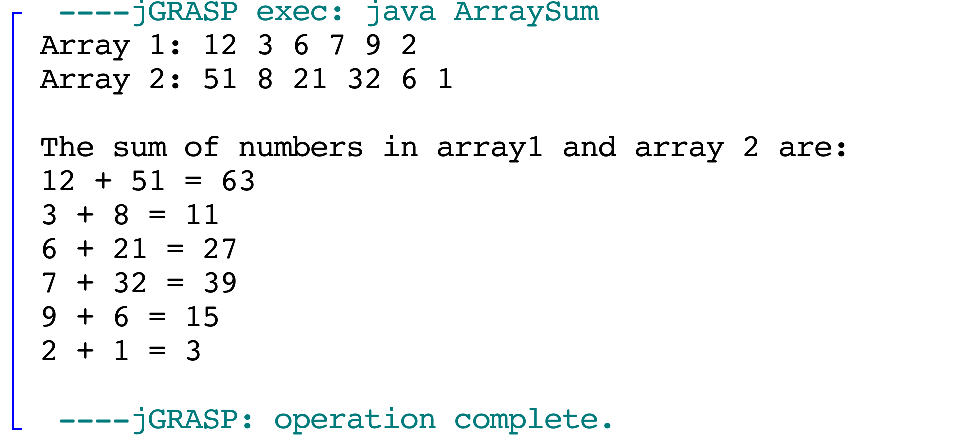 ----jGRASP exec: java ArraySum
Array 1: 12 3 6 7 9 2
Array 2: 51 8 21 32 6 1
The sum of numbers in array1 and array 2 are:
12 + 51 = 63
3 + 8 = 11
6 + 21 = 27
7 + 32 = 39
9 + 6 = 15
2 + 1 = 3
----jGRASP: operation complete.